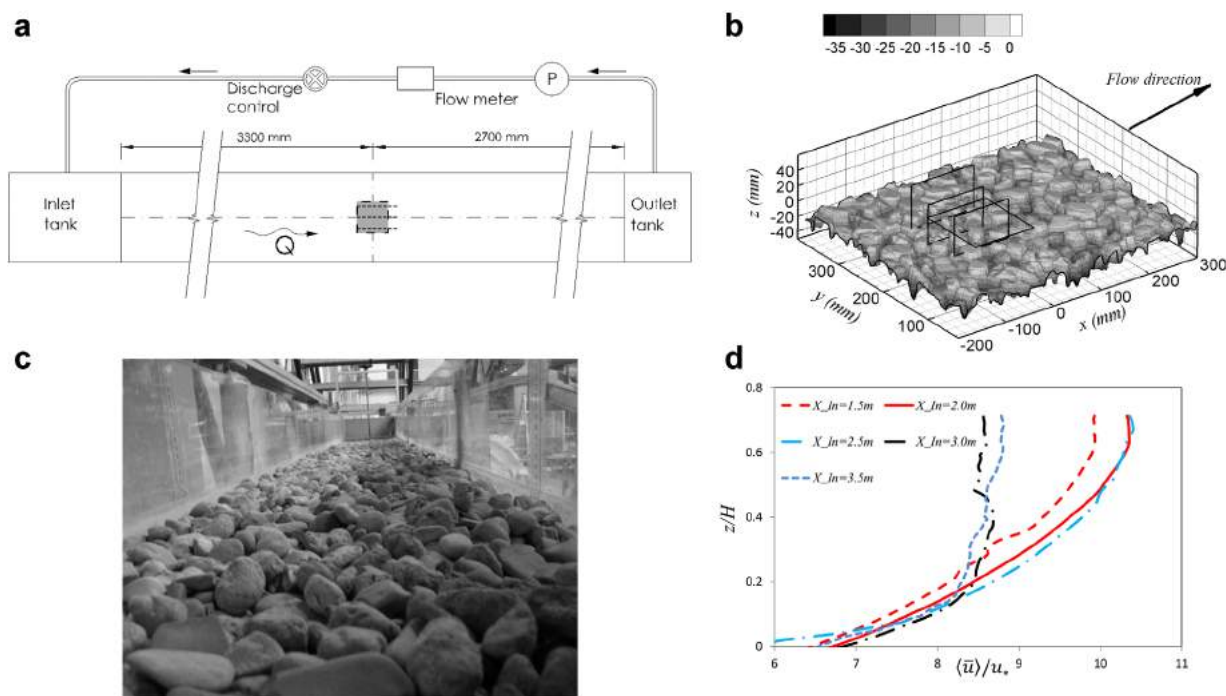 a
Discharge
control
Flow meter
P
3300 mm
2700 mm
Inlet
tank
Q
Outlet
tank
b
-35 -30 -25 -20 -15 -10 -5 0
Flow direction
z (mm)
40
20
0
-20
-40
300
200
100
y (mm)
-200
-100
0
100
200
300
x (mm)
c
d
0.8
0.6
0.4
0.2
0
z/H
X_In=1.5m X_In=2.0m
X_In=2.5m X_In=3.0m
X_In=3.5m
6 7 8 9 10 11
⟨ū⟩/u*